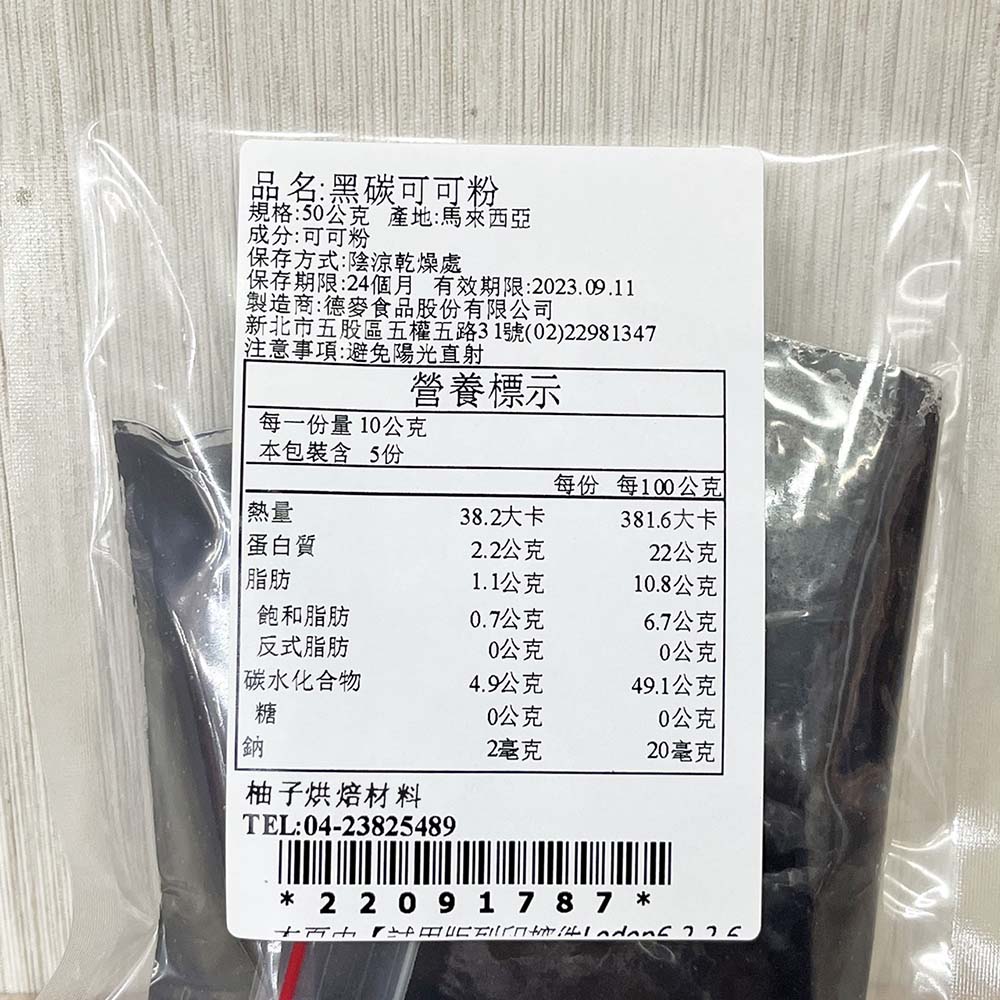 品名:黑碳可可粉
規格:50公克 產地:馬來西亞
成分:可可粉
保存方式:陰涼乾燥處
保存期限:24個月 有效期限:2023.09.11
製造商:德麥食品股份有限公司
新北市五股區五權五路31號(02)22981347
注意事項:避免陽光直射
營養標示
每一份量 10公克
本包裝含 5份
每份 每100公克
熱量 38.2大卡 381.6大卡
蛋白質 2.2公克 22公克
脂肪 1.1公克 10.8公克
飽和脂肪 0.7公克 6.7公克
反式脂肪 0公克 0公克
碳水化合物 4.9公克 49.1公克
糖 0公克 0公克
鈉 2毫克 20毫克
柚子烘焙材料
TEL:04-23825489
*22091787*